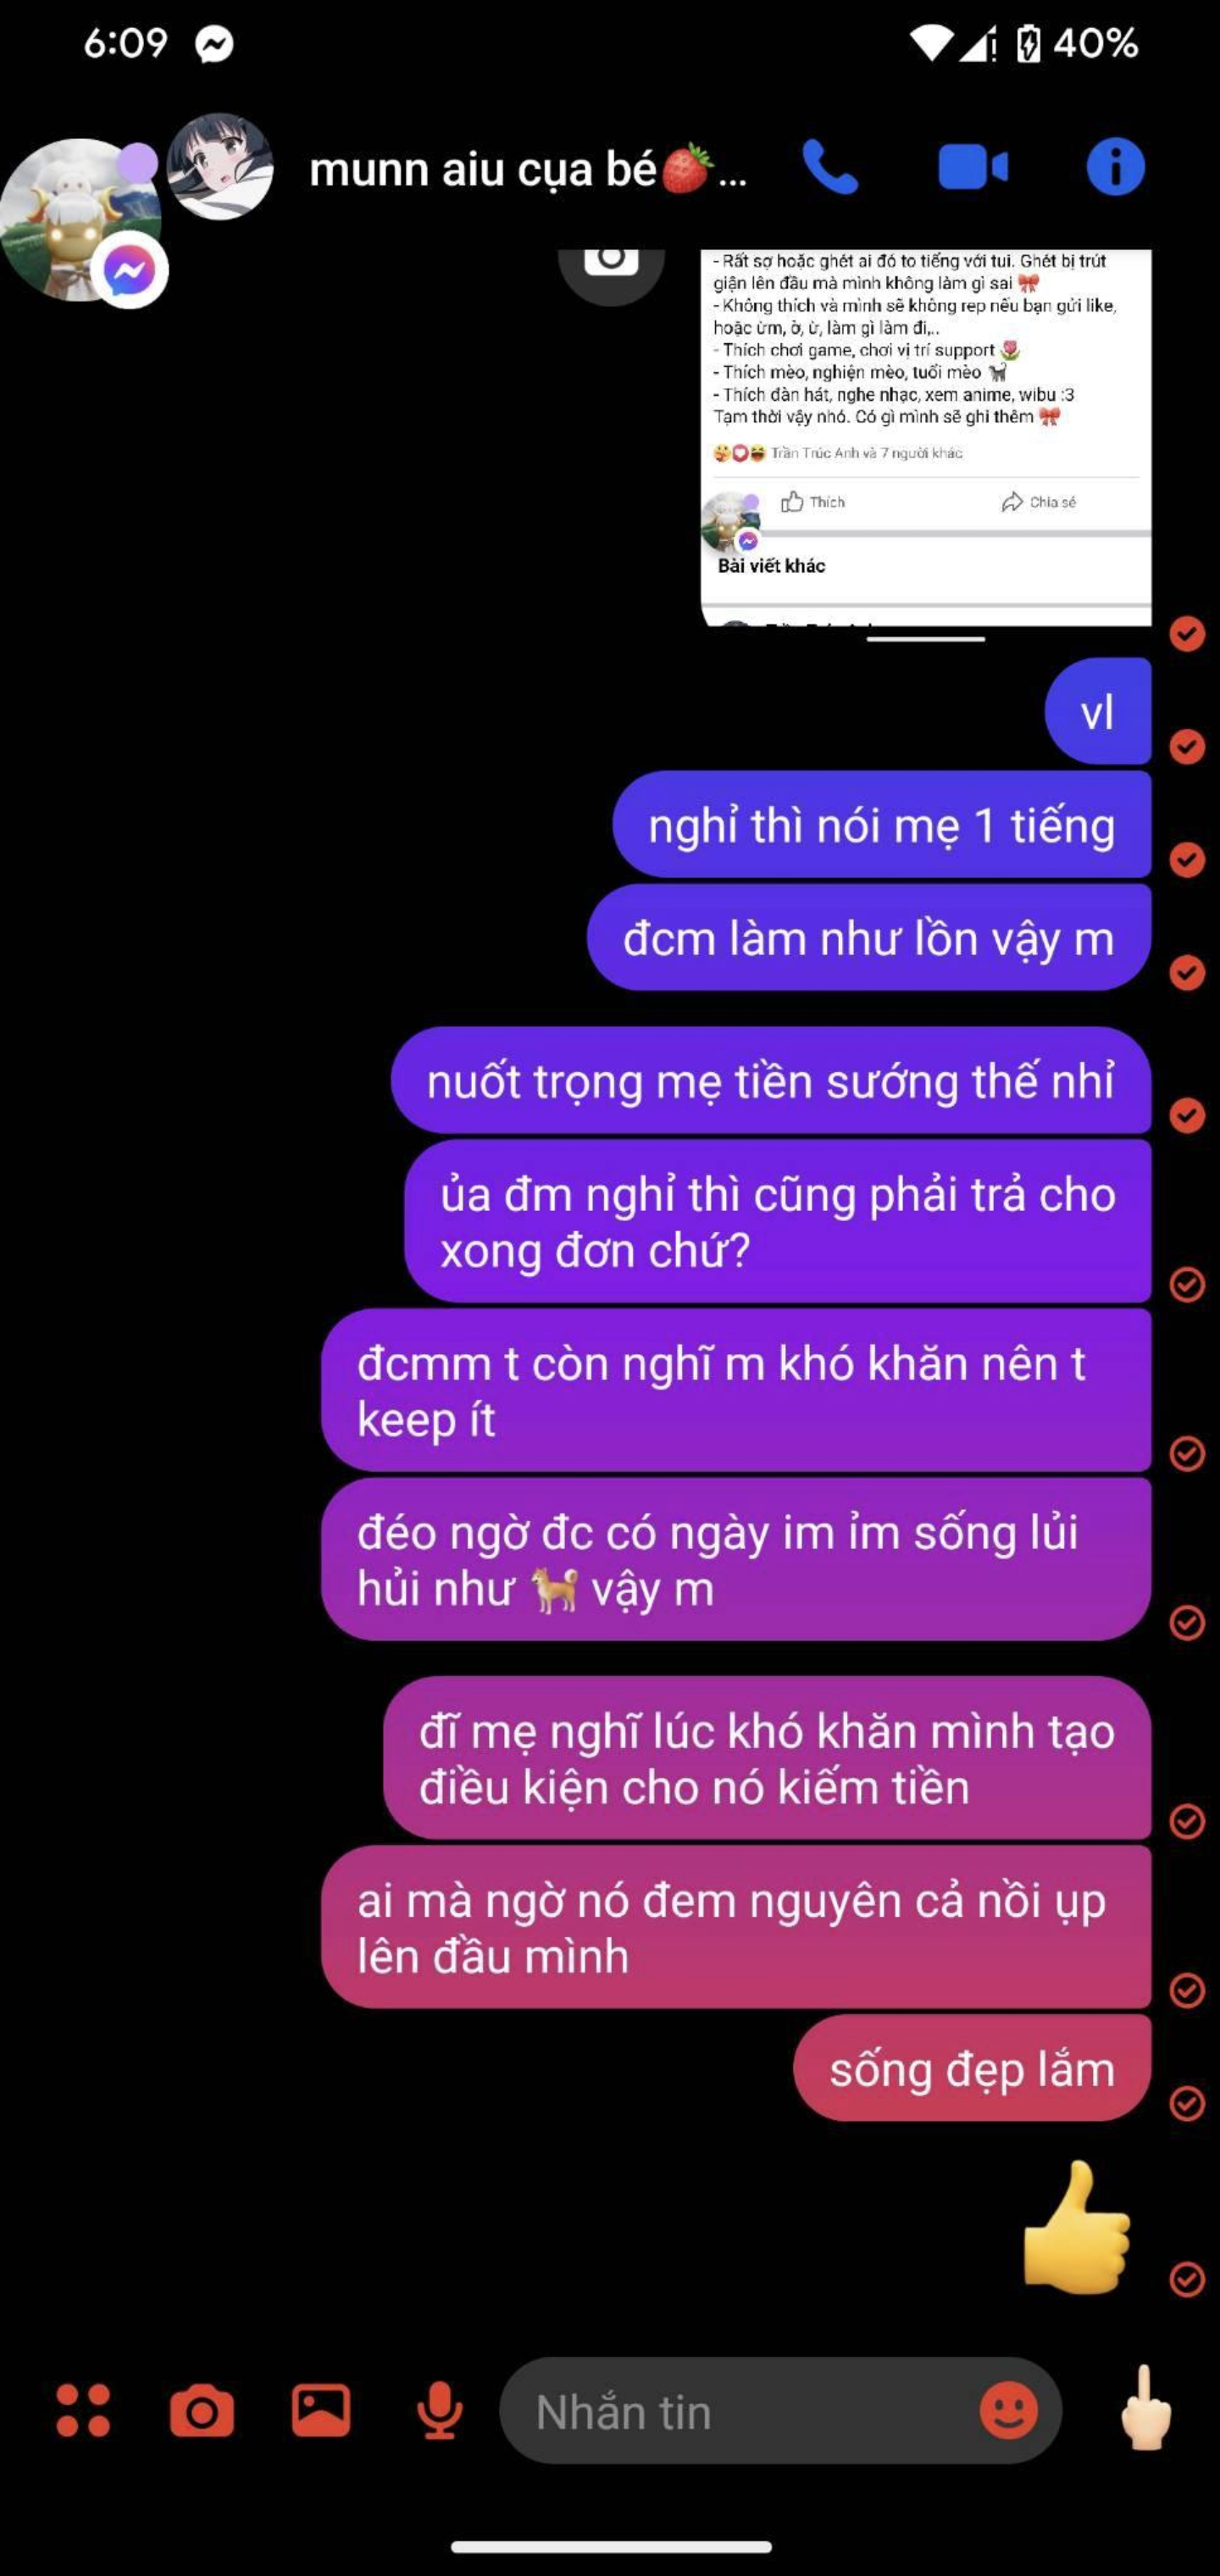 6:09
40%
munn aiu cụa bé🍓...
- Rất sợ hoặc ghét ai đó to tiếng với tui. Ghét bị trút
giận lên đầu mà mình không làm gì sai 🎀
- Không thích và mình sẽ không rep nếu bạn gửi like,
hoặc ừm, ờ, ừ, làm gì làm đi,..
- Thích chơi game, chơi vị trí support 🌷
- Thích mèo, nghiện mèo, tuổi mèo 🐈‍⬛
- Thích đàn hát, nghe nhạc, xem anime, wibu :3
Tạm thời vậy nhó. Có gì mình sẽ ghi thêm 🎀
Trần Trúc Anh và 7 người khác
Thích
Chia sẻ
Bài viết khác
vl
nghỉ thì nói mẹ 1 tiếng
đcm làm như lồn vậy m
nuốt trọng mẹ tiền sướng thế nhỉ
ủa đm nghỉ thì cũng phải trả cho
xong đơn chứ?
đcmm t còn nghĩ m khó khăn nên t
keep ít
đéo ngờ đc có ngày im ỉm sống lủi
hủi như 🐕 vậy m
đĩ mẹ nghĩ lúc khó khăn mình tạo
điều kiện cho nó kiếm tiền
ai mà ngờ nó đem nguyên cả nồi ụp
lên đầu mình
sống đẹp lắm
👍
Nhắn tin